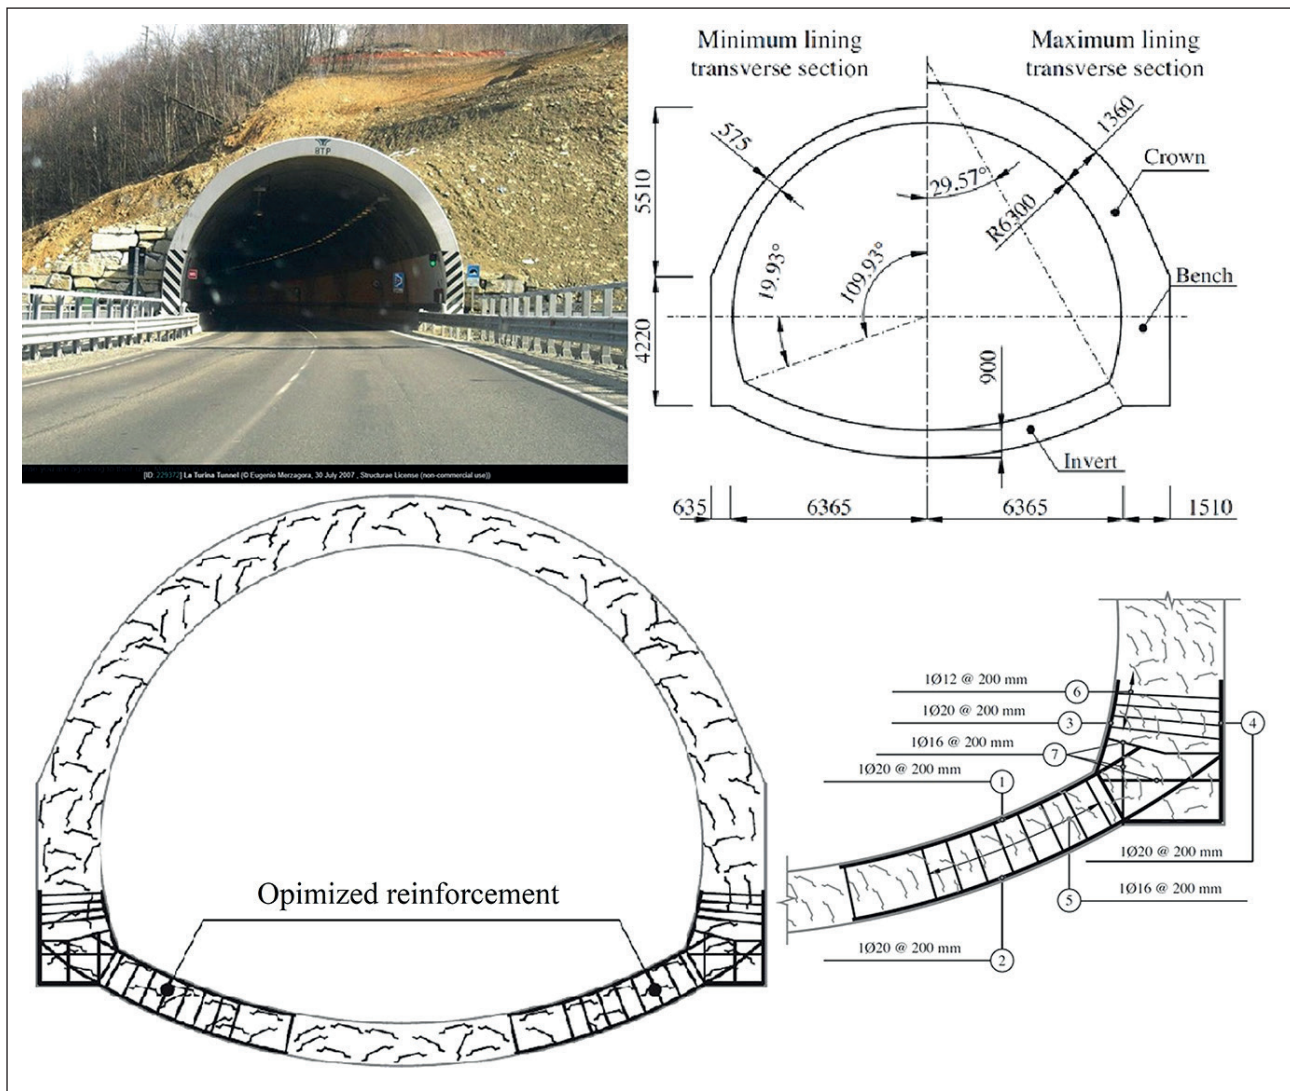 HTP
[ID: 229372] La Turina Tunnel (© Eugenio Merzagora, 30 July 2007 , Structurae License (non-commercial use))
Minimum lining
transverse section
Maximum lining
transverse section
575
1360
Crown
29.57°
R6300
5510
19.93°
109.93°
Bench
4220
900
Invert
635
6365
6365
1510
Opimized reinforcement
1Ø12 @ 200 mm
6
1Ø20 @ 200 mm
3
4
1Ø16 @ 200 mm
7
1Ø20 @ 200 mm
1
1Ø20 @ 200 mm
5
1Ø16 @ 200 mm
1Ø20 @ 200 mm
2